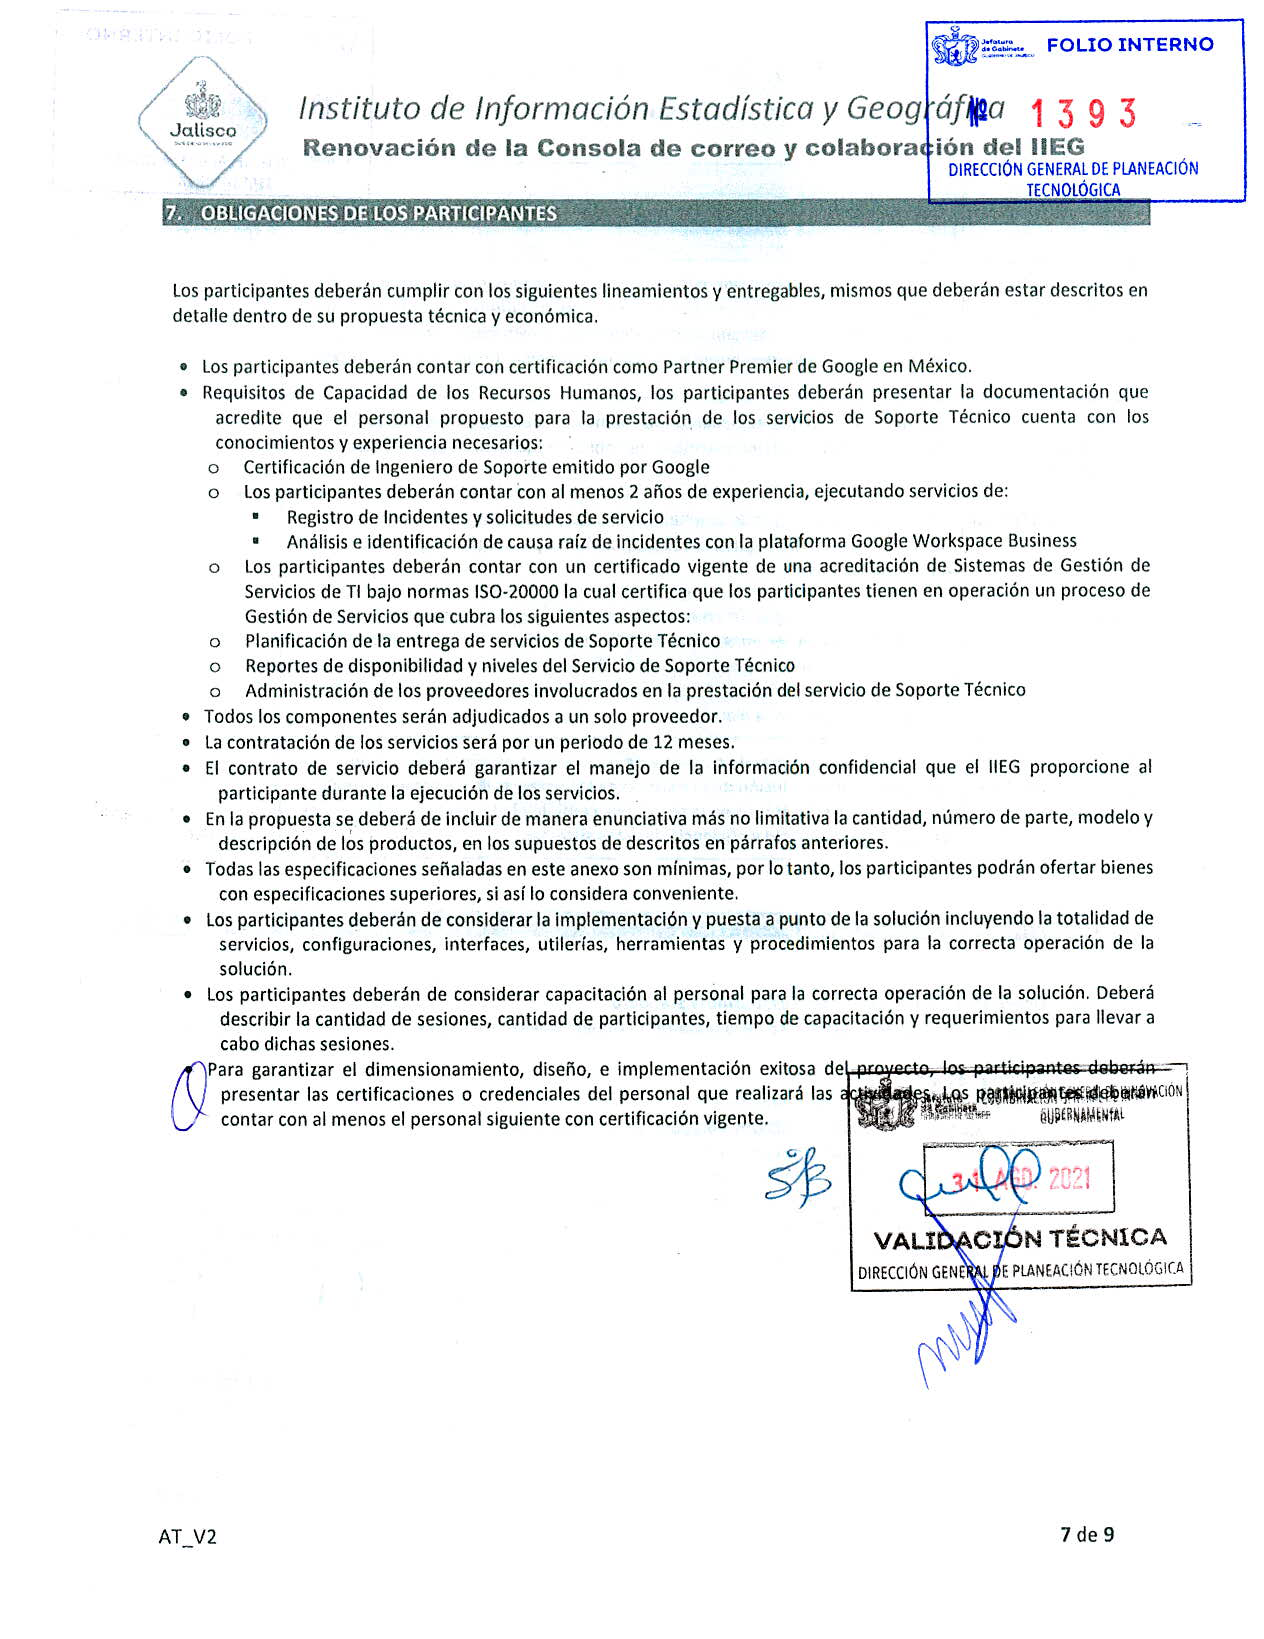 Jefatura
de Gabinete
FOLIO INTERNO
Jalisco
Instituto de Información Estadística y Geográfica
Nº 1393
Renovación de la Consola de correo y colaboración del IIEG
DIRECCIÓN GENERAL DE PLANEACIÓN
TECNOLÓGICA
7. OBLIGACIONES DE LOS PARTICIPANTES
Los participantes deberán cumplir con los siguientes lineamientos y entregables, mismos que deberán estar descritos en
detalle dentro de su propuesta técnica y económica.
• Los participantes deberán contar con certificación como Partner Premier de Google en México.
• Requisitos de Capacidad de los Recursos Humanos, los participantes deberán presentar la documentación que
acredite que el personal propuesto para la prestación de los servicios de Soporte Técnico cuenta con los
conocimientos y experiencia necesarios:
o Certificación de Ingeniero de Soporte emitido por Google
o Los participantes deberán contar con al menos 2 años de experiencia, ejecutando servicios de:
▪ Registro de Incidentes y solicitudes de servicio
▪ Análisis e identificación de causa raíz de incidentes con la plataforma Google Workspace Business
o Los participantes deberán contar con un certificado vigente de una acreditación de Sistemas de Gestión de
Servicios de TI bajo normas ISO-20000 la cual certifica que los participantes tienen en operación un proceso de
Gestión de Servicios que cubra los siguientes aspectos:
o Planificación de la entrega de servicios de Soporte Técnico
o Reportes de disponibilidad y niveles del Servicio de Soporte Técnico
o Administración de los proveedores involucrados en la prestación del servicio de Soporte Técnico
• Todos los componentes serán adjudicados a un solo proveedor.
• La contratación de los servicios será por un periodo de 12 meses.
• El contrato de servicio deberá garantizar el manejo de la información confidencial que el IIEG proporcione al
participante durante la ejecución de los servicios.
• En la propuesta se deberá de incluir de manera enunciativa más no limitativa la cantidad, número de parte, modelo y
descripción de los productos, en los supuestos de descritos en párrafos anteriores.
• Todas las especificaciones señaladas en este anexo son mínimas, por lo tanto, los participantes podrán ofertar bienes
con especificaciones superiores, si así lo considera conveniente.
• Los participantes deberán de considerar la implementación y puesta a punto de la solución incluyendo la totalidad de
servicios, configuraciones, interfaces, utilerías, herramientas y procedimientos para la correcta operación de la
solución.
• Los participantes deberán de considerar capacitación al personal para la correcta operación de la solución. Deberá
describir la cantidad de sesiones, cantidad de participantes, tiempo de capacitación y requerimientos para llevar a
cabo dichas sesiones.
• Para garantizar el dimensionamiento, diseño, e implementación exitosa del proyecto, los participantes deberán
presentar las certificaciones o credenciales del personal que realizará las actividades. Los participantes deberán
contar con al menos el personal siguiente con certificación vigente.
GUBERNAMENTAL
31 AGO. 2021
VALIDACIÓN TÉCNICA
DIRECCIÓN GENERAL DE PLANEACIÓN TECNOLÓGICA
AT_V2
7 de 9